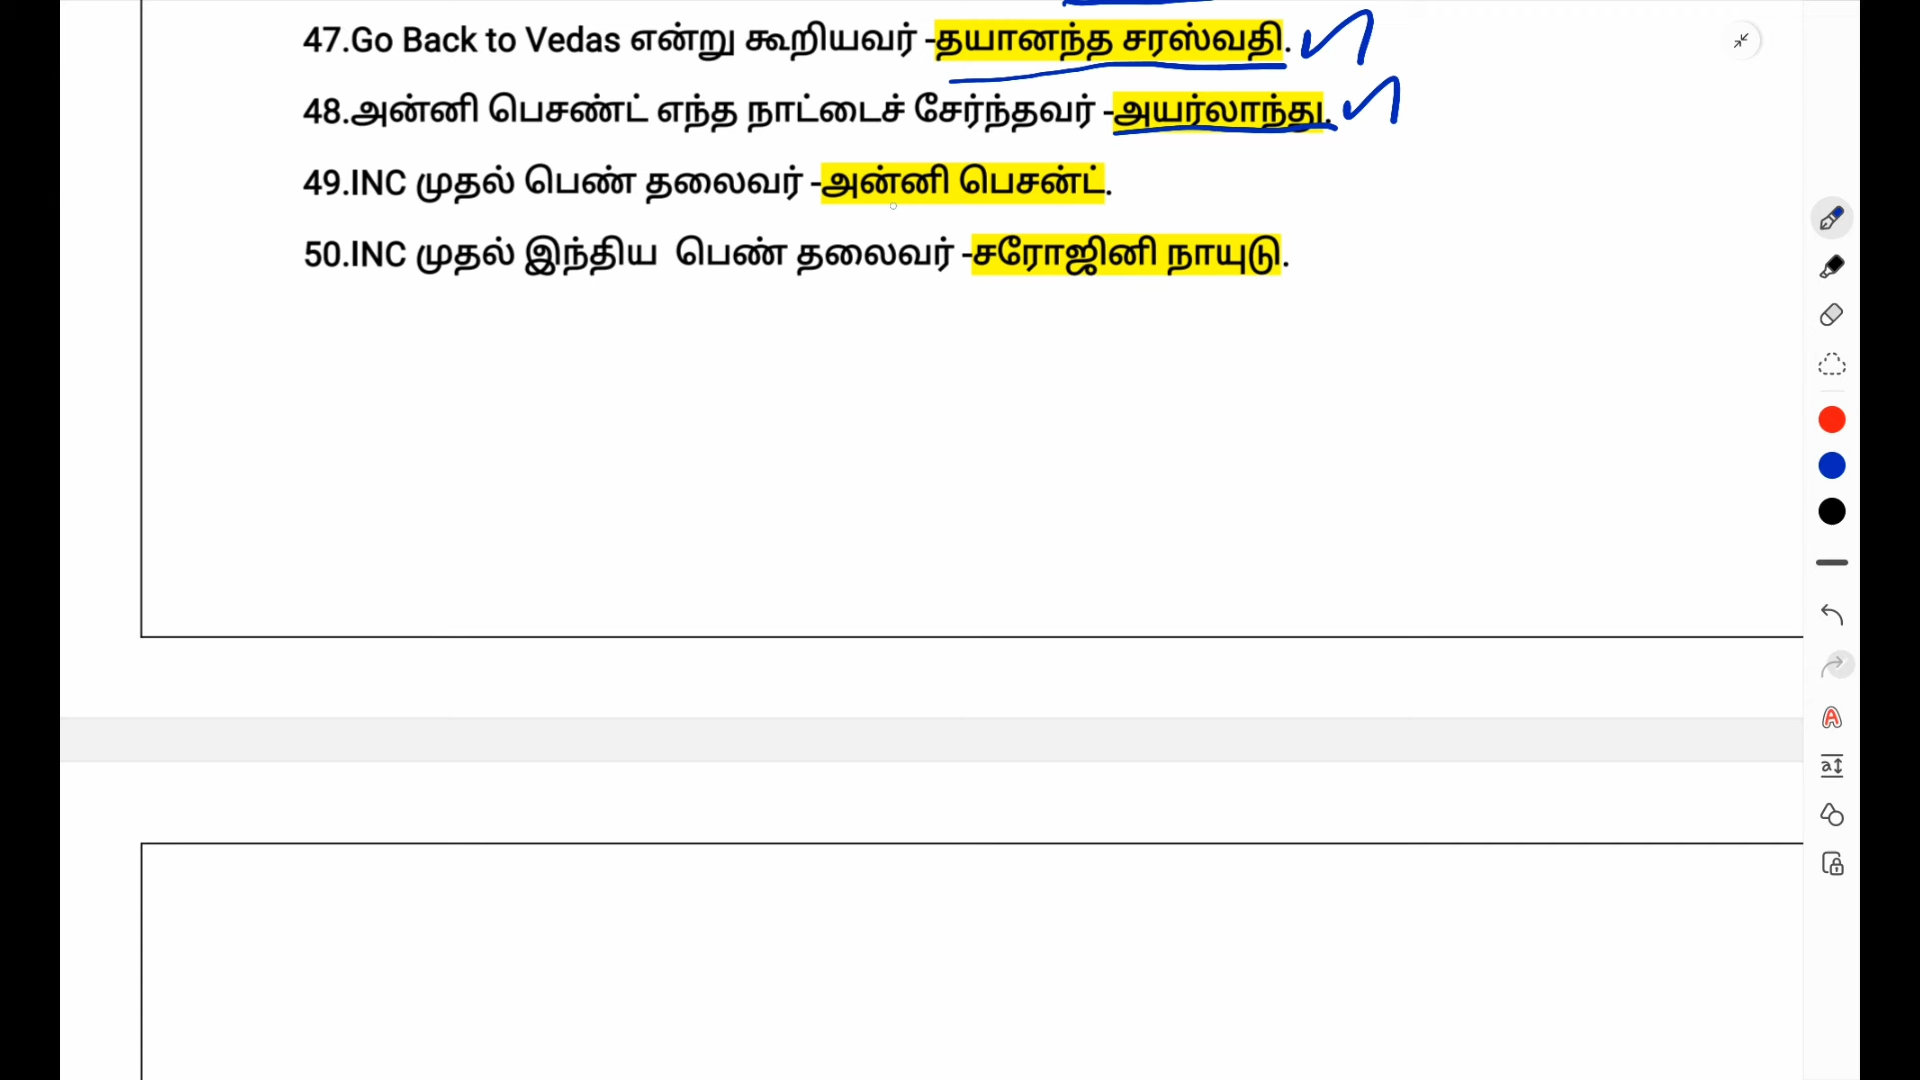 47.Go Back to Vedas என்று கூறியவர் -தயானந்த சரஸ்வதி.
48.அன்னி பெசண்ட் எந்த நாட்டைச் சேர்ந்தவர் -அயர்லாந்து.
49.INC முதல் பெண் தலைவர் -அன்னி பெசன்ட்.
50.INC முதல் இந்திய  பெண் தலைவர் -சரோஜினி நாயுடு.